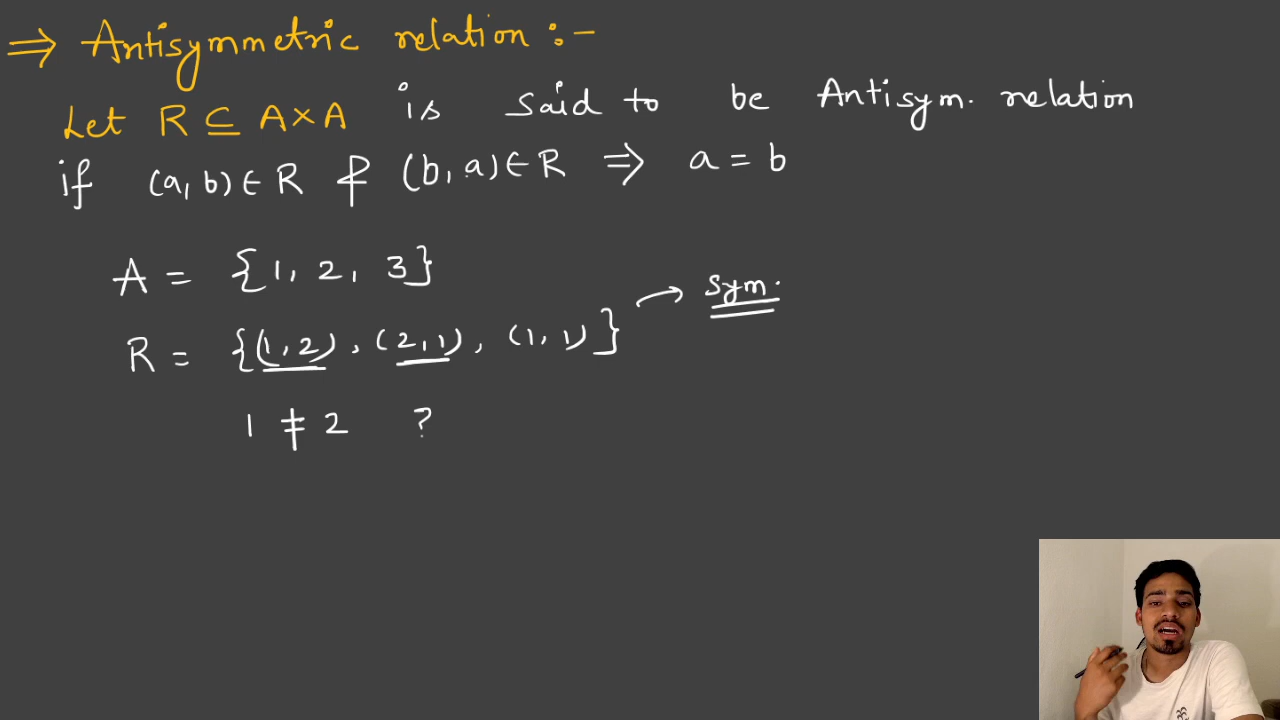 ⇒ Antisymmetric relation :-
Let R ⊆ A×A is said to be Antisym. relation
if (a, b) ∈ R & (b, a) ∈ R ⇒ a = b
A = {1, 2, 3}
R = {(1, 2), (2, 1), (1, 1)} → Sym.
1 ≠ 2 ?